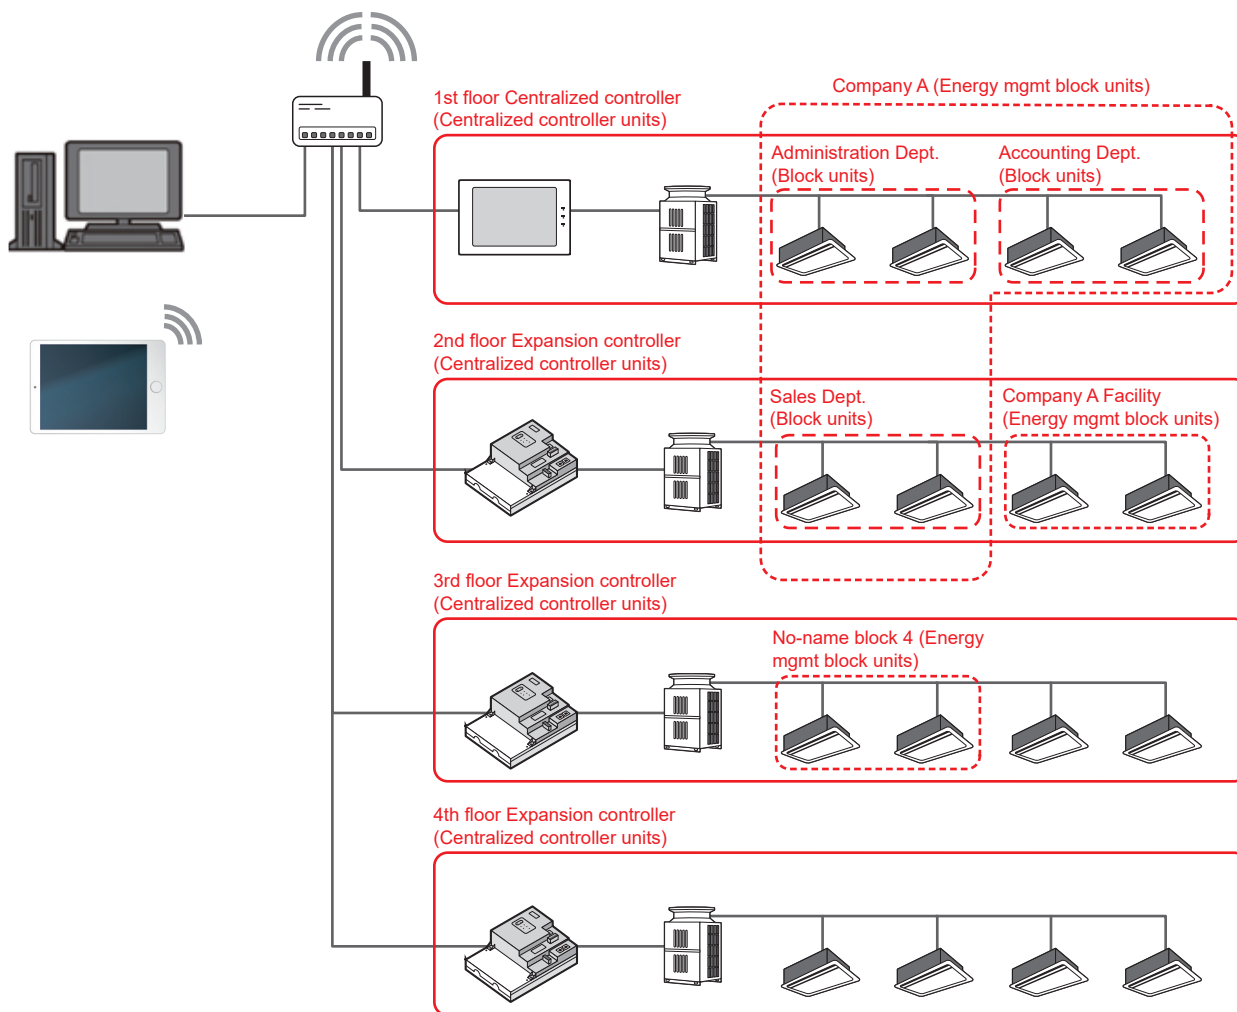 1st floor Centralized controller
(Centralized controller units)
Company A (Energy mgmt block units)
Administration Dept.
(Block units)
Accounting Dept.
(Block units)
2nd floor Expansion controller
(Centralized controller units)
Sales Dept.
(Block units)
Company A Facility
(Energy mgmt block units)
3rd floor Expansion controller
(Centralized controller units)
No-name block 4 (Energy
mgmt block units)
4th floor Expansion controller
(Centralized controller units)